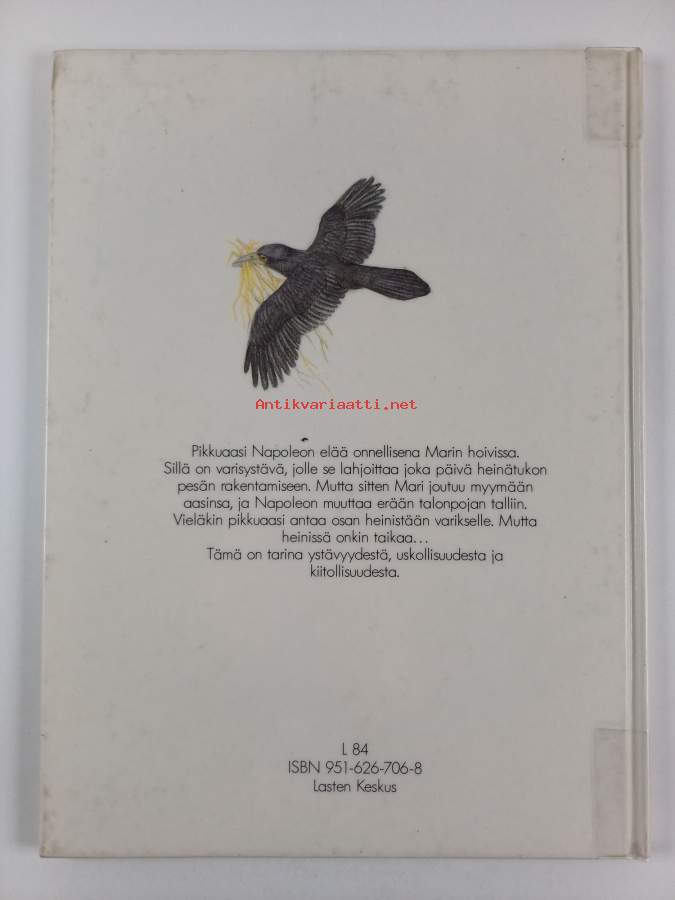 Antikvariaatti.net
Pikkuaasi Napoleon elää onnellisena Marin hoivissa.
Sillä on varisystävä, jolle se lahjoittaa joka päivä heinätukon
pesän rakentamiseen. Mutta sitten Mari joutuu myymään
aasinsa, ja Napoleon muuttaa erään talonpojan talliin.
Vieläkin pikkuaasi antaa osan heinistään varikselle. Mutta
heinissä onkin taikaa...
Tämä on tarina ystävyydestä, uskollisuudesta ja
kiitollisuudesta.
L 84
ISBN 951-626-706-8
Lasten Keskus